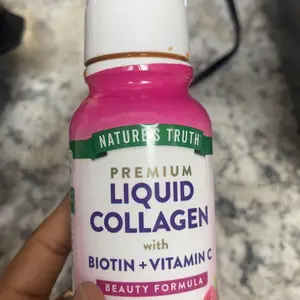 NATURE'S TRUTH
PREMIUM
LIQUID
COLLAGEN
with
BIOTIN + VITAMIN C
BEAUTY FORMULA